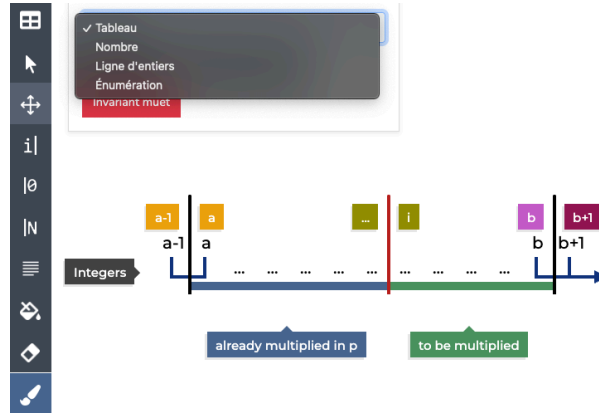 ✓ Tableau
Nombre
Ligne d'entiers
Énumération
Invariant muet
i|
|0
|N
a-1 a ... i b b+1
a-1 a b b+1
Integers ... ... ... ... ... ... ... ...
already multiplied in p to be multiplied